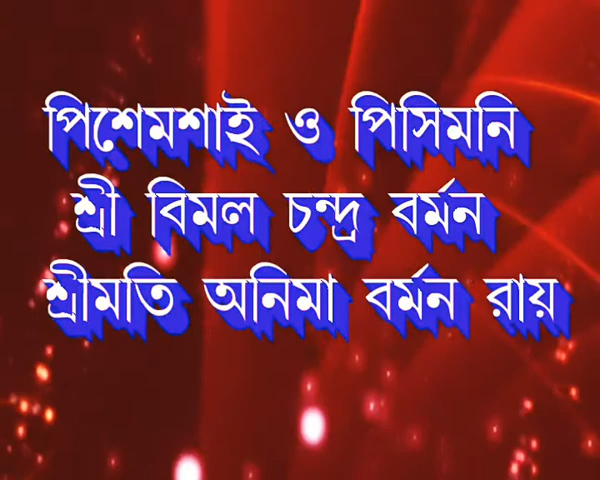 পিশেমশাই ও পিসিমনি
শ্রী বিমল চন্দ্র বর্মন
শ্রীমতি অনিমা বর্মন রায়